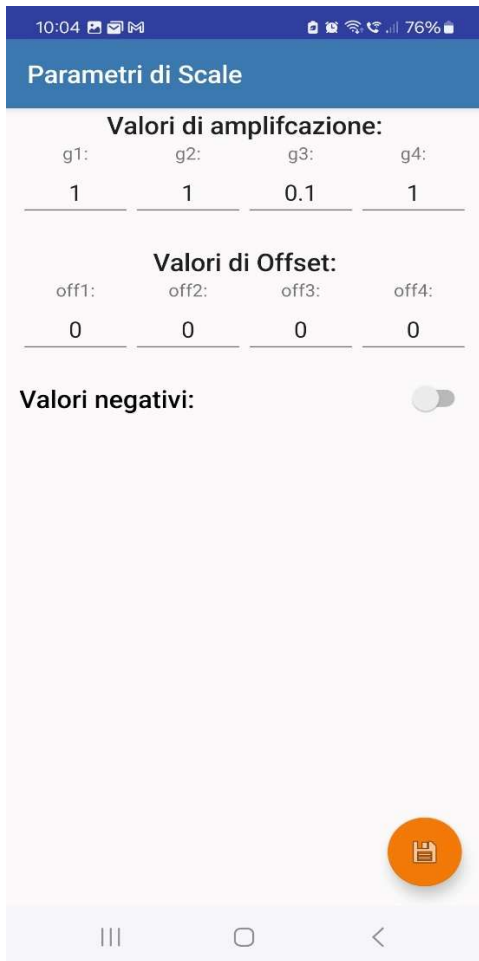 10:04 76%
Parametri di Scale
Valori di amplifcazione:
g1: g2: g3: g4:
1 1 0.1 1
Valori di Offset:
off1: off2: off3: off4:
0 0 0 0
Valori negativi: